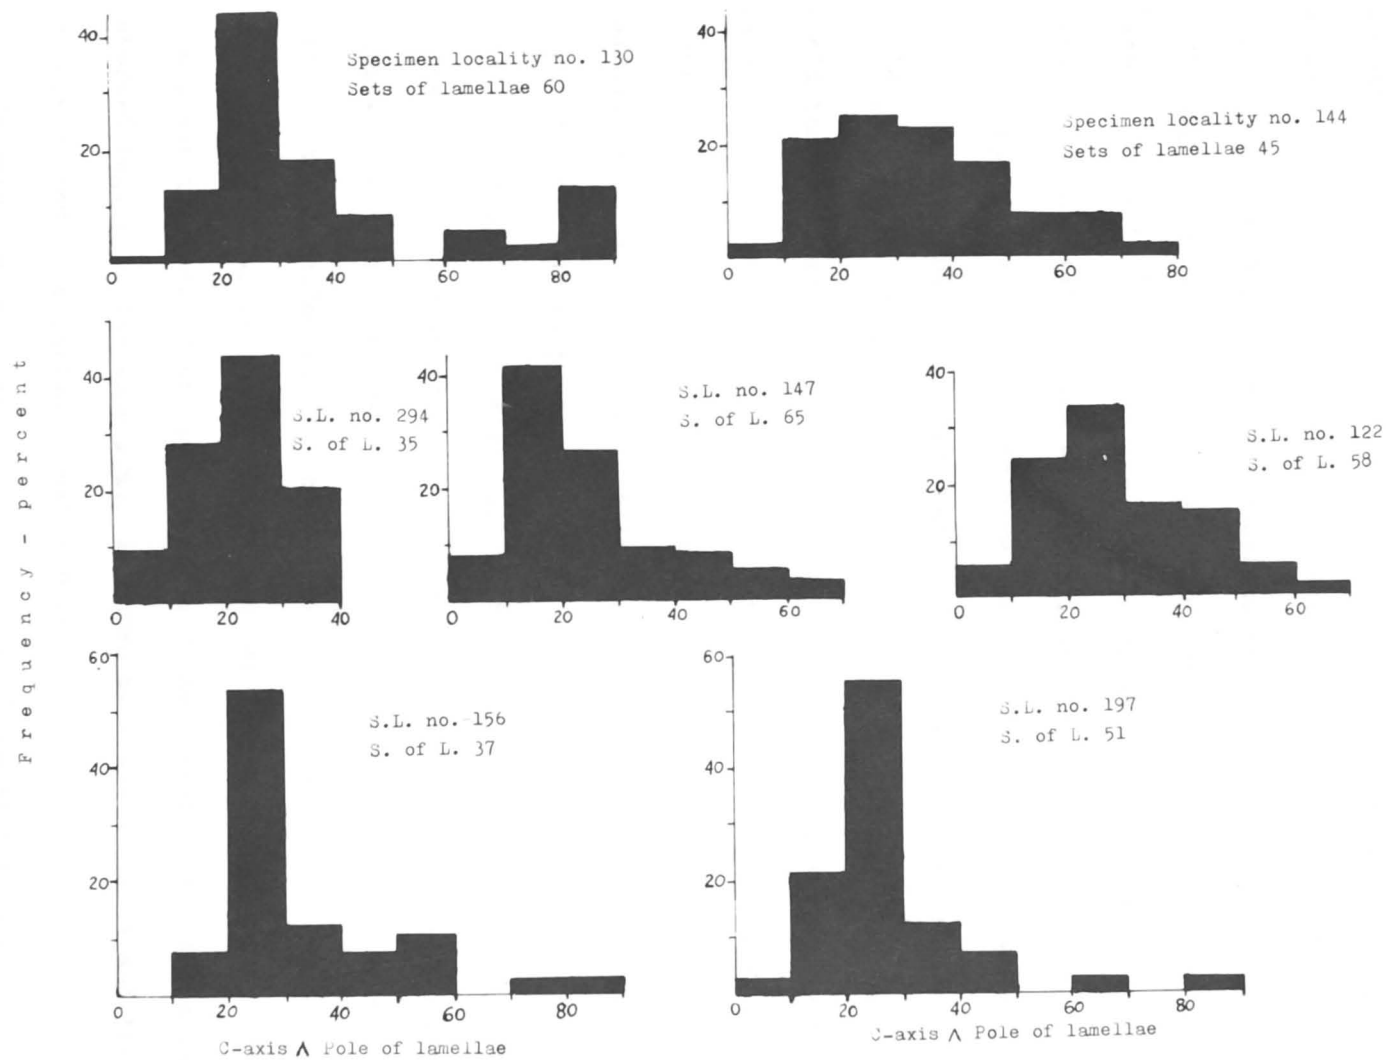 40
20
0 20 40 60 80
Specimen locality no. 130
Sets of lamellae 60
40
20
0 20 40 60 80
Specimen locality no. 144
Sets of lamellae 45
Frequency - percent
40
20
0 20 40
S.L. no. 294
S. of L. 35
40
20
0 20 40 60
S.L. no. 147
S. of L. 65
40
20
0 20 40 60
S.L. no. 122
S. of L. 58
60
40
20
0 20 40 60 80
S.L. no. 156
S. of L. 37
C-axis ∧ Pole of lamellae
60
40
20
0 20 40 60 80
S.L. no. 197
S. of L. 51
C-axis ∧ Pole of lamellae